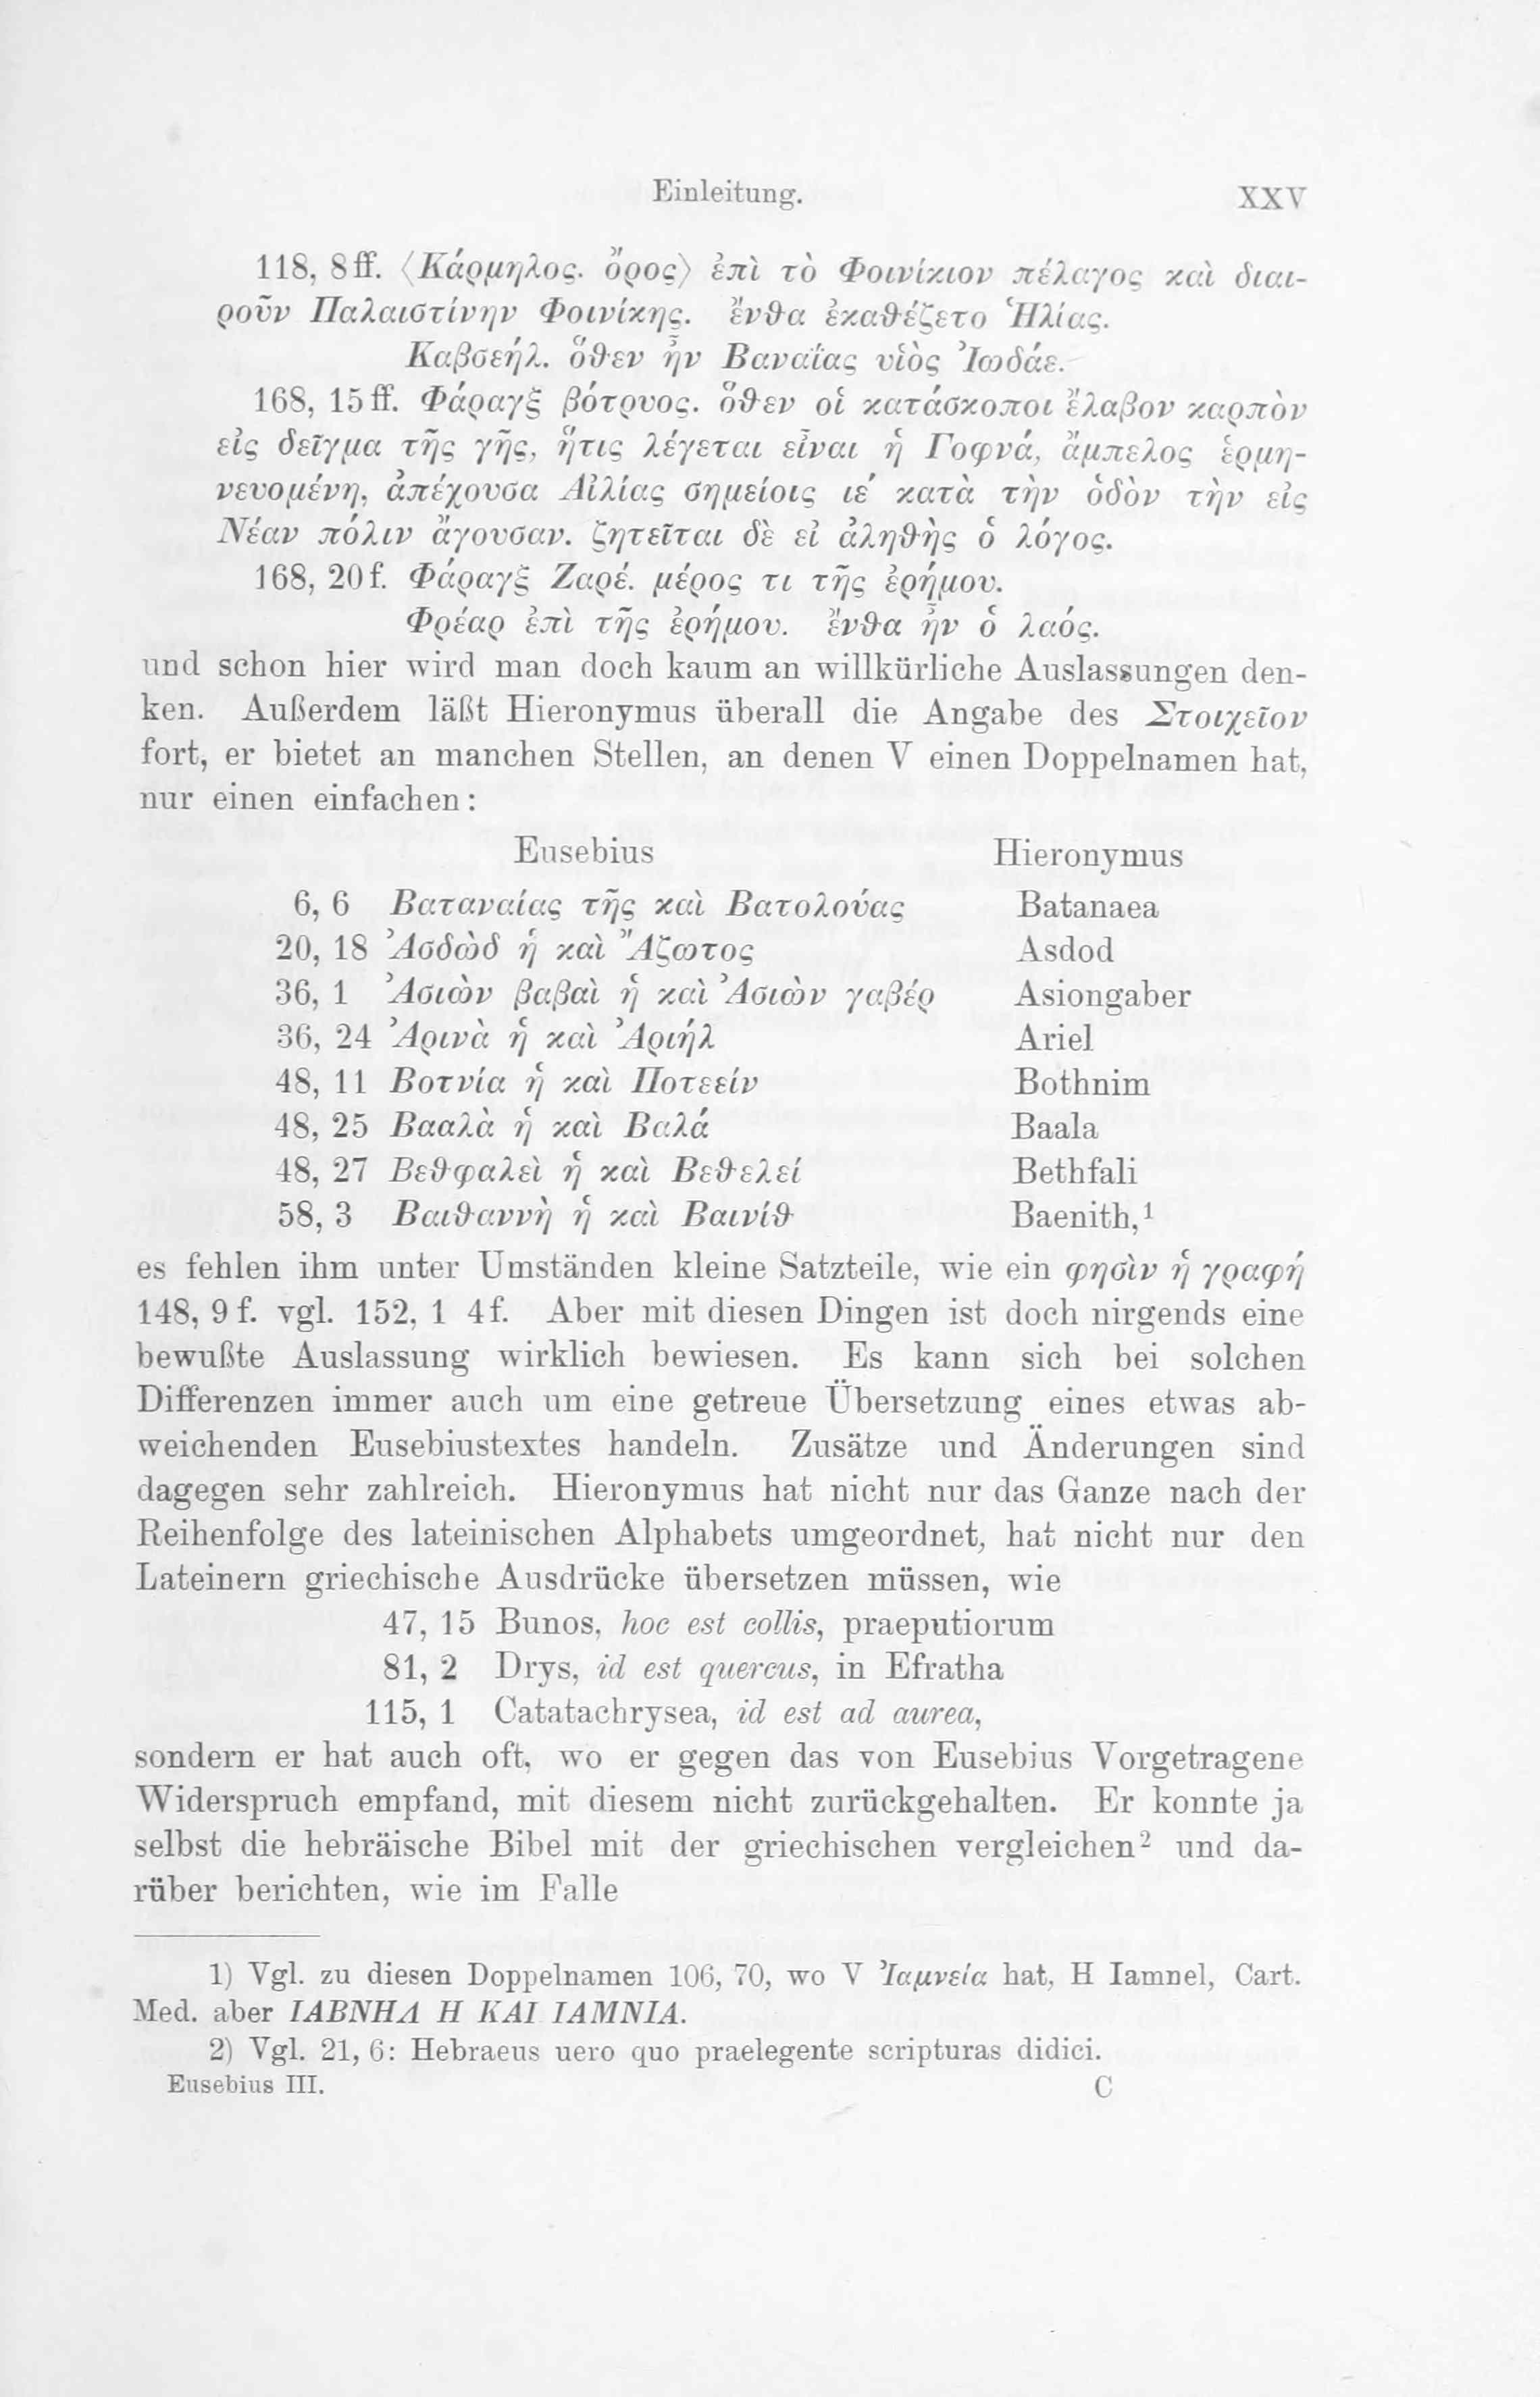 Einleitung. XXV
118, 8ff. ⟨Κάρμηλος. ὄρος⟩ ἐπὶ τὸ Φοινίκιον πέλαγος καὶ διαι-
ροῦν Παλαιστίνην Φοινίκης. ἔνθα ἐκαθέζετο Ἡλίας.
Καβσεήλ. ὅθεν ἦν Βαναΐας υἱὸς Ἰωδάε.
168, 15ff. Φάραγξ βότρυος. ὅθεν οἱ κατάσκοποι ἔλαβον καρπὸν
εἰς δεῖγμα τῆς γῆς, ἥτις λέγεται εἶναι ἡ Γοφνά, ἄμπελος ἑρμη-
νευομένη, ἀπέχουσα Αἰλίας σημείοις ιε΄ κατὰ τὴν ὁδὸν τὴν εἰς
Νέαν πόλιν ἄγουσαν. ζητεῖται δὲ εἰ ἀληθὴς ὁ λόγος.
168, 20f. Φάραγξ Ζαρέ. μέρος τι τῆς ἐρήμου.
Φρέαρ ἐπὶ τῆς ἐρήμου. ἔνθα ἦν ὁ λαός.
und schon hier wird man doch kaum an willkürliche Auslassungen den-
ken. Außerdem läßt Hieronymus überall die Angabe des Στοιχεῖον
fort, er bietet an manchen Stellen, an denen V einen Doppelnamen hat,
nur einen einfachen:
Eusebius Hieronymus
6, 6 Βαταναίας τῆς καὶ Βατολούας Batanaea
20, 18 Ἀσδὼδ ἡ καὶ Ἄζωτος Asdod
36, 1 Ἀσιὼν βαβαὶ ἡ καὶ Ἀσιὼν γαβέρ Asiongaber
36, 24 Ἀρινὰ ἡ καὶ Ἀριήλ Ariel
48, 11 Βοτνία ἡ καὶ Ποτεείν Bothnim
48, 25 Βααλὰ ἡ καὶ Βαλά Baala
48, 27 Βεθφαλεὶ ἡ καὶ Βεθελεί Bethfali
58, 3 Βαιθαννὴ ἡ καὶ Βαινίθ Baenith,¹
es fehlen ihm unter Umständen kleine Satzteile, wie ein φησὶν ἡ γραφή
148, 9f. vgl. 152, 1 4f. Aber mit diesen Dingen ist doch nirgends eine
bewußte Auslassung wirklich bewiesen. Es kann sich bei solchen
Differenzen immer auch um eine getreue Übersetzung eines etwas ab-
weichenden Eusebiustextes handeln. Zusätze und Änderungen sind
dagegen sehr zahlreich. Hieronymus hat nicht nur das Ganze nach der
Reihenfolge des lateinischen Alphabets umgeordnet, hat nicht nur den
Lateinern griechische Ausdrücke übersetzen müssen, wie
47, 15 Bunos, hoc est collis, praeputiorum
81, 2 Drys, id est quercus, in Efratha
115, 1 Catatachrysea, id est ad aurea,
sondern er hat auch oft, wo er gegen das von Eusebius Vorgetragene
Widerspruch empfand, mit diesem nicht zurückgehalten. Er konnte ja
selbst die hebräische Bibel mit der griechischen vergleichen² und da-
rüber berichten, wie im Falle
1) Vgl. zu diesen Doppelnamen 106, 70, wo V Ἰαμνεία hat, H Iamnel, Cart.
Med. aber ΙΑΒΝΗΛ Η ΚΑΙ ΙΑΜΝΙΑ.
2) Vgl. 21, 6: Hebraeus uero quo praelegente scripturas didici.
Eusebius III. C